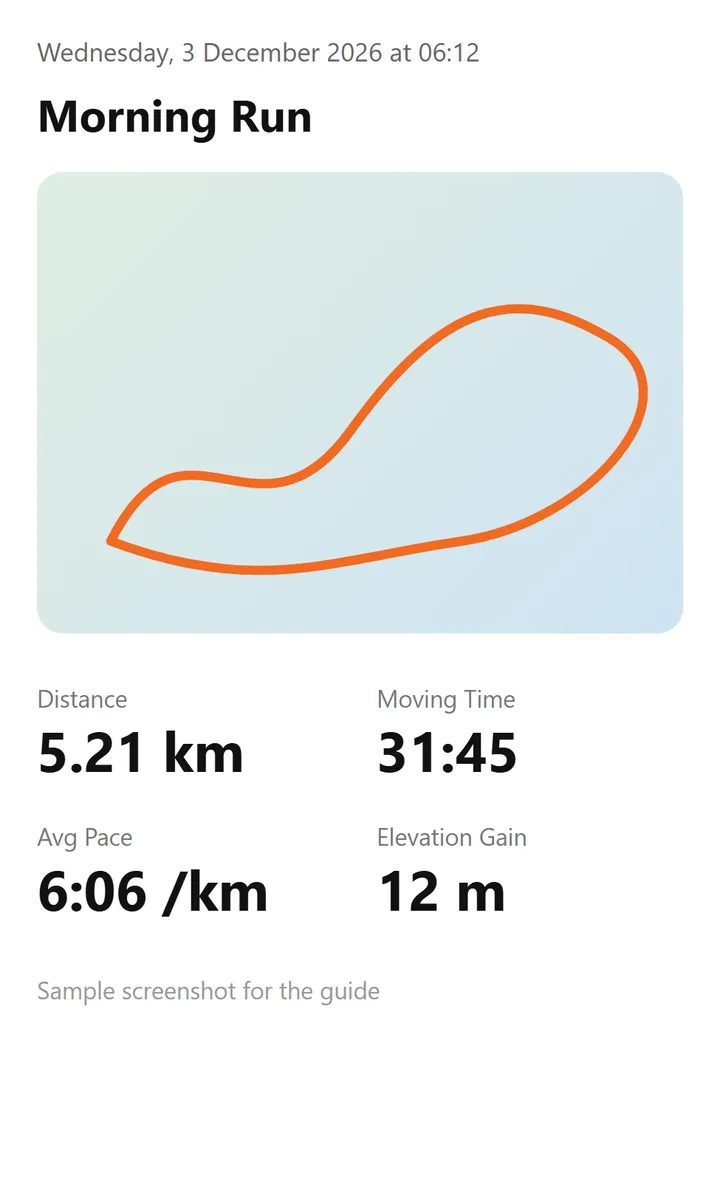 Wednesday, 3 December 2026 at 06:12
Morning Run
Distance
Moving Time
5.21 km
31:45
Avg Pace
Elevation Gain
6:06 /km
12 m
Sample screenshot for the guide